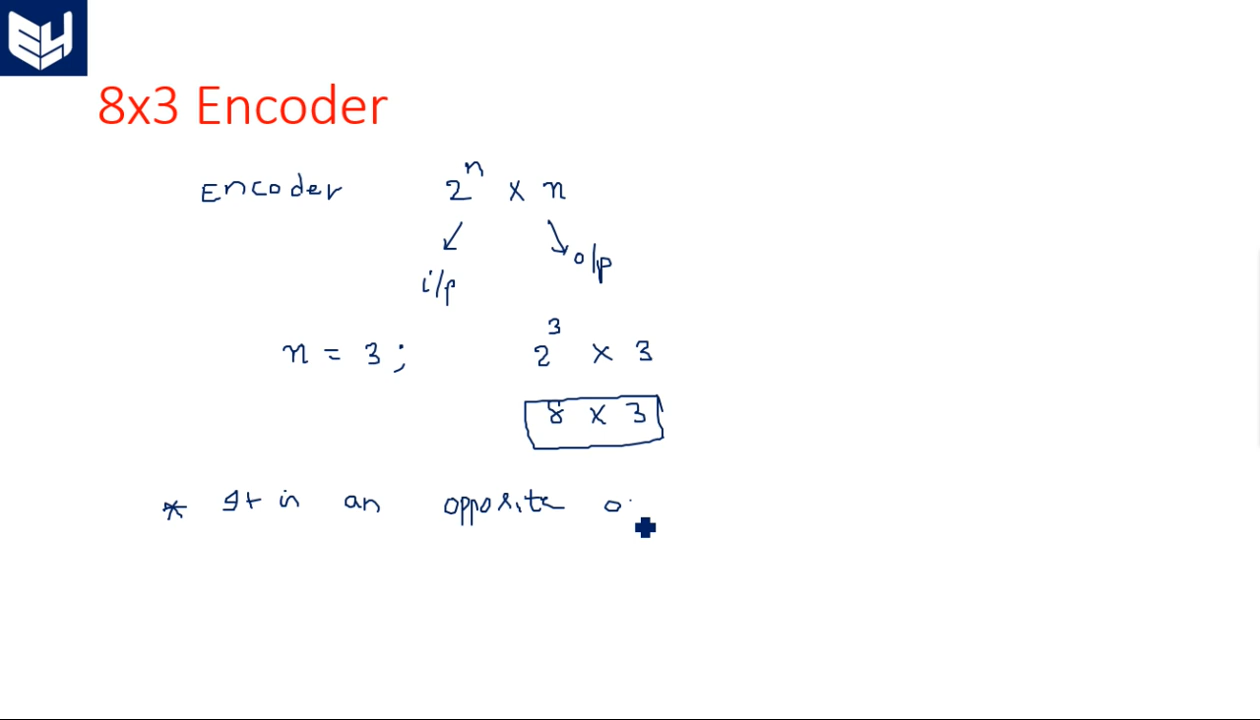 8x3 Encoder
Encoder 2^n x n
i/p o/p
n = 3 ; 2^3 x 3
8 x 3
* It is an opposite o